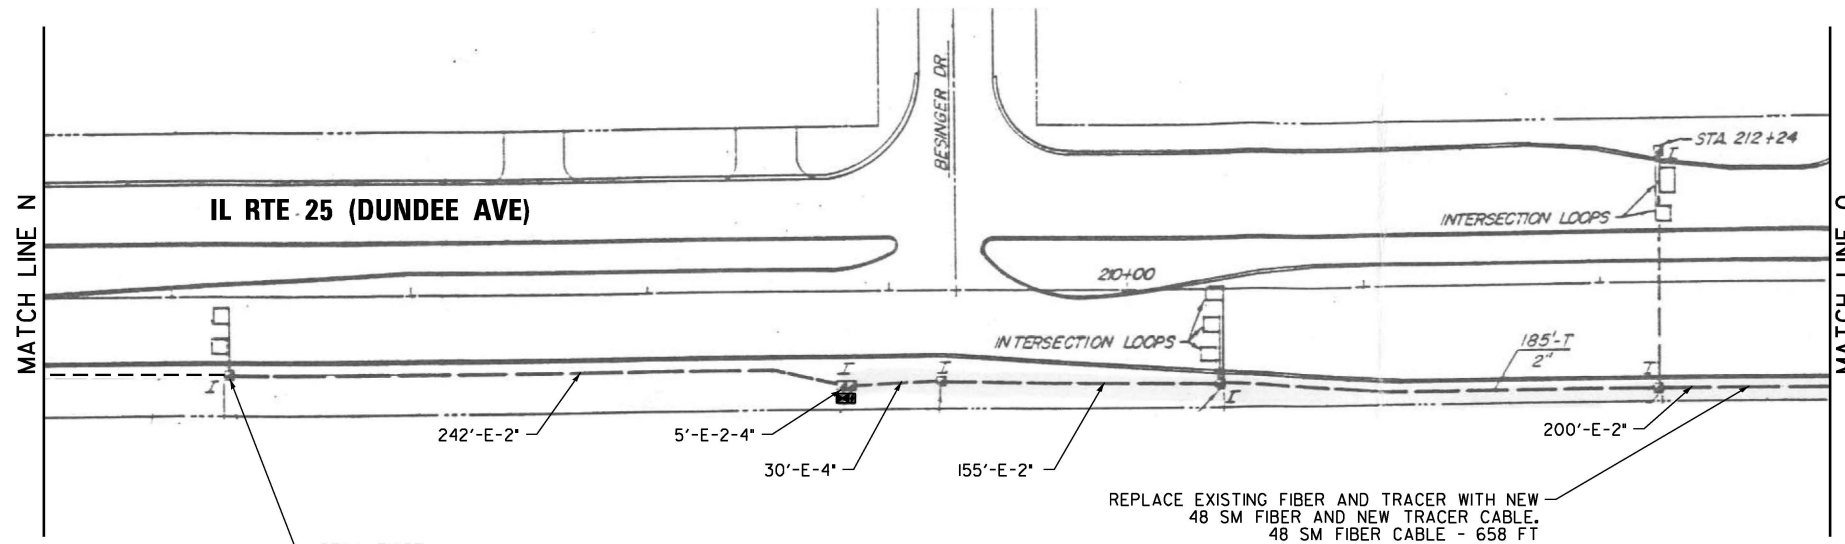 MATCH LINE N
BESINGER DR
STA. 212+24
I
IL RTE 25 (DUNDEE AVE)
INTERSECTION LOOPS
210+00
INTERSECTION LOOPS
185'-T
2"
I
I
I
I
I
242'-E-2"
5'-E-2-4"
30'-E-4"
155'-E-2"
200'-E-2"
REPLACE EXISTING FIBER AND TRACER WITH NEW
48 SM FIBER AND NEW TRACER CABLE.
48 SM FIBER CABLE - 658 FT
MATCH LINE